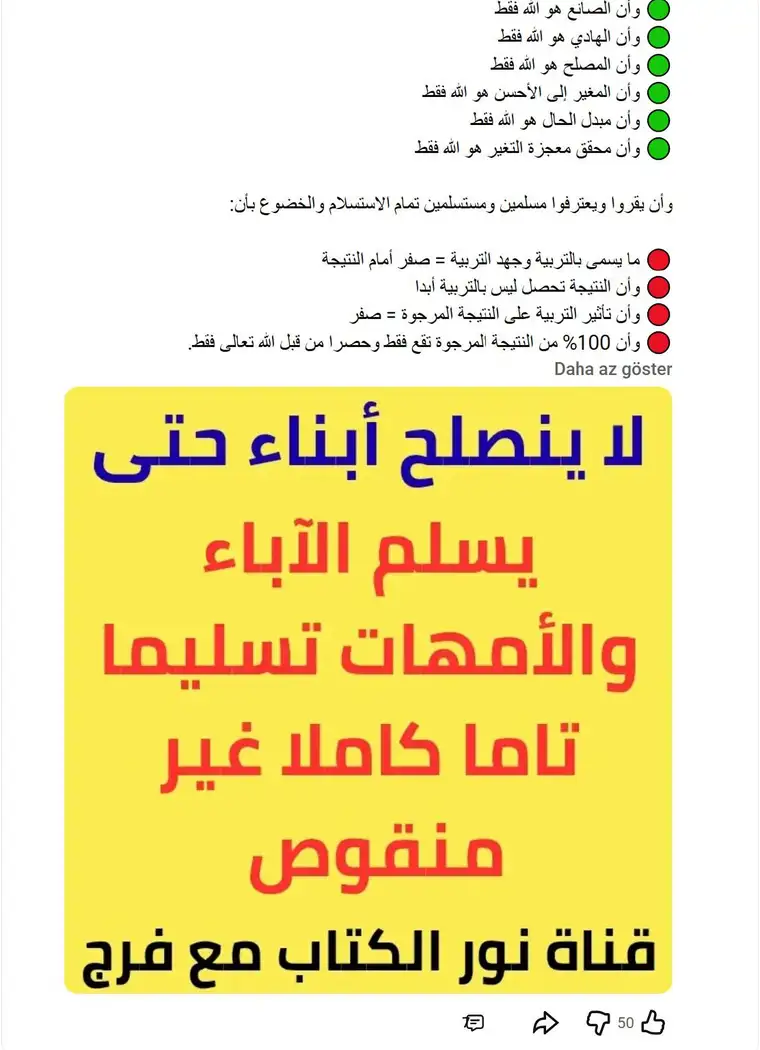 وأن الصانع هو الله فقط
وأن الهادي هو الله فقط
وأن المصلح هو الله فقط
وأن المغير إلى الأحسن هو الله فقط
وأن مبدل الحال هو الله فقط
وأن محقق معجزة التغير هو الله فقط
وأن يقروا ويعترفوا مسلمين ومستسلمين تمام الاستسلام والخضوع بأن:
ما يسمى بالتربية وجهد التربية = صفر أمام النتيجة
وأن النتيجة تحصل ليس بالتربية أبدا
وأن تأثير التربية على النتيجة المرجوة = صفر
وأن 100% من النتيجة المرجوة تقع فقط وحصرا من قبل الله تعالى فقط.
Daha az göster
لا ينصلح أبناء حتى
يسلم الآباء
والأمهات تسليما
تاما كاملا غير
منقوص
قناة نور الكتاب مع فرج
50